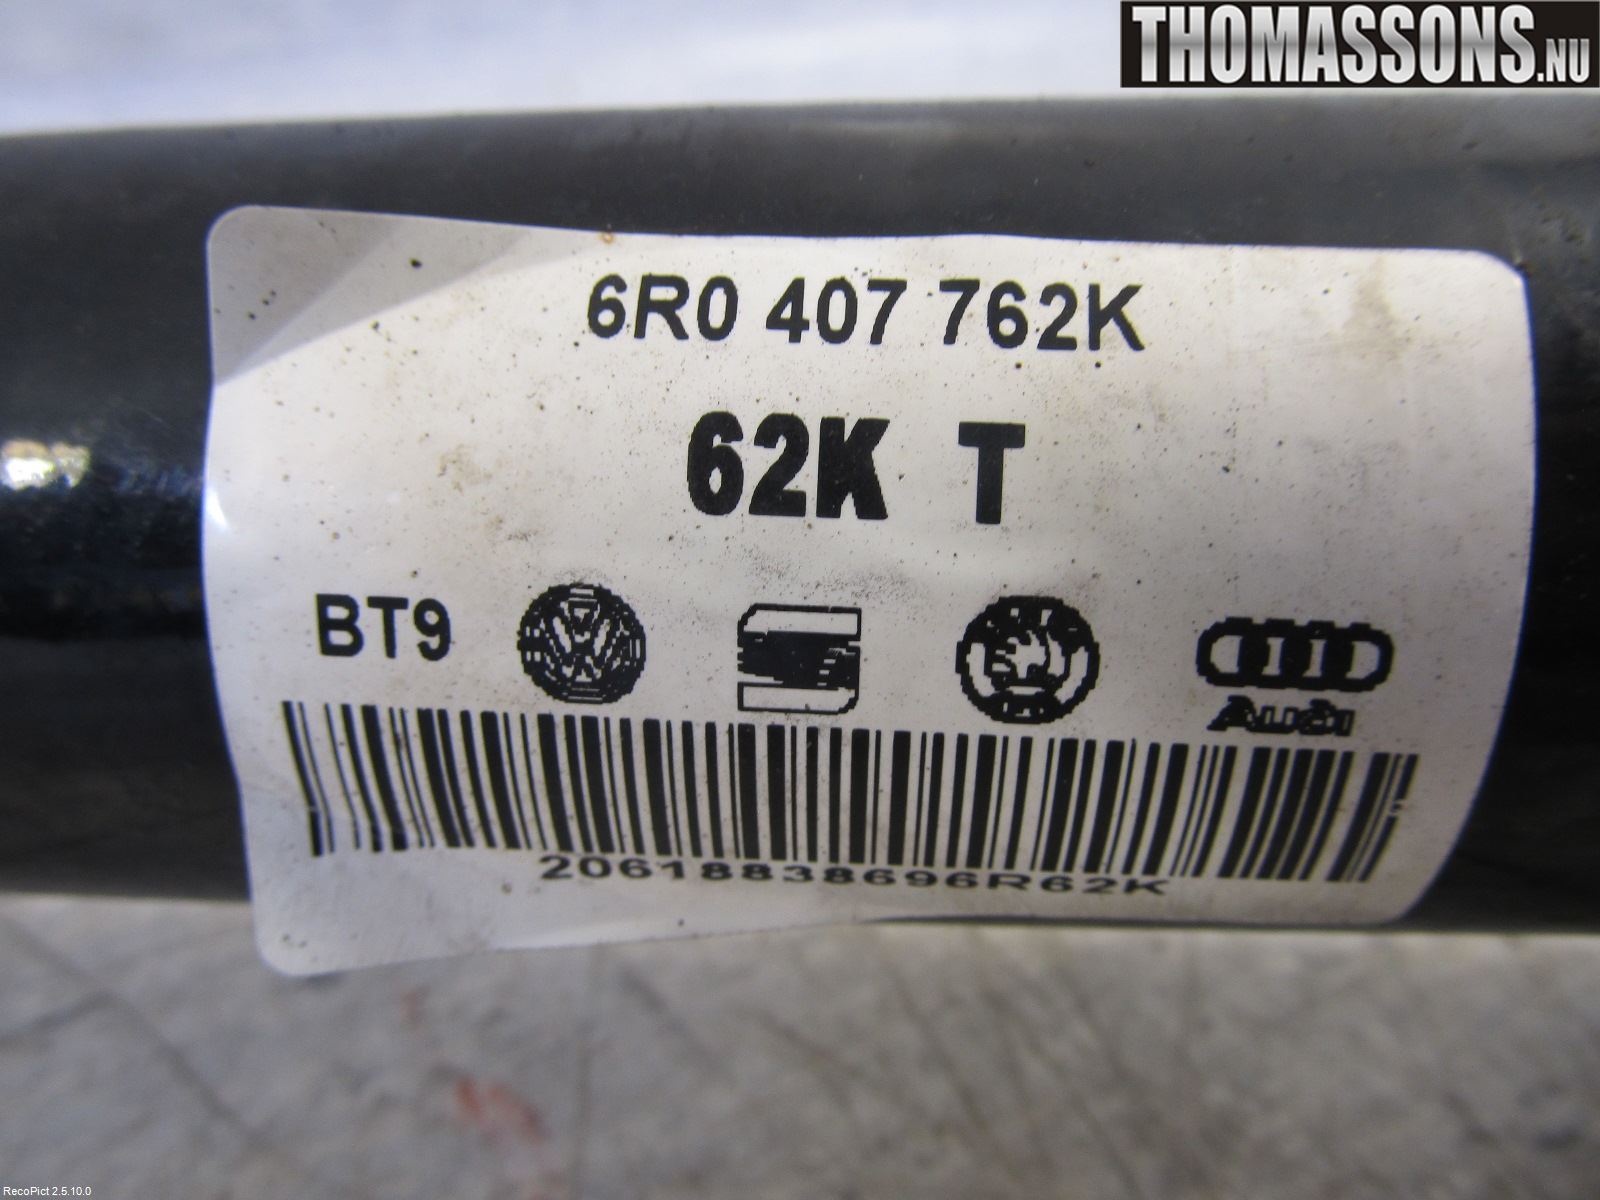 THOMASSONS.NU
6R0 407 762K
62K T
BT9
AUDI
20618838696R62K
RecoPict 2.5.10.0